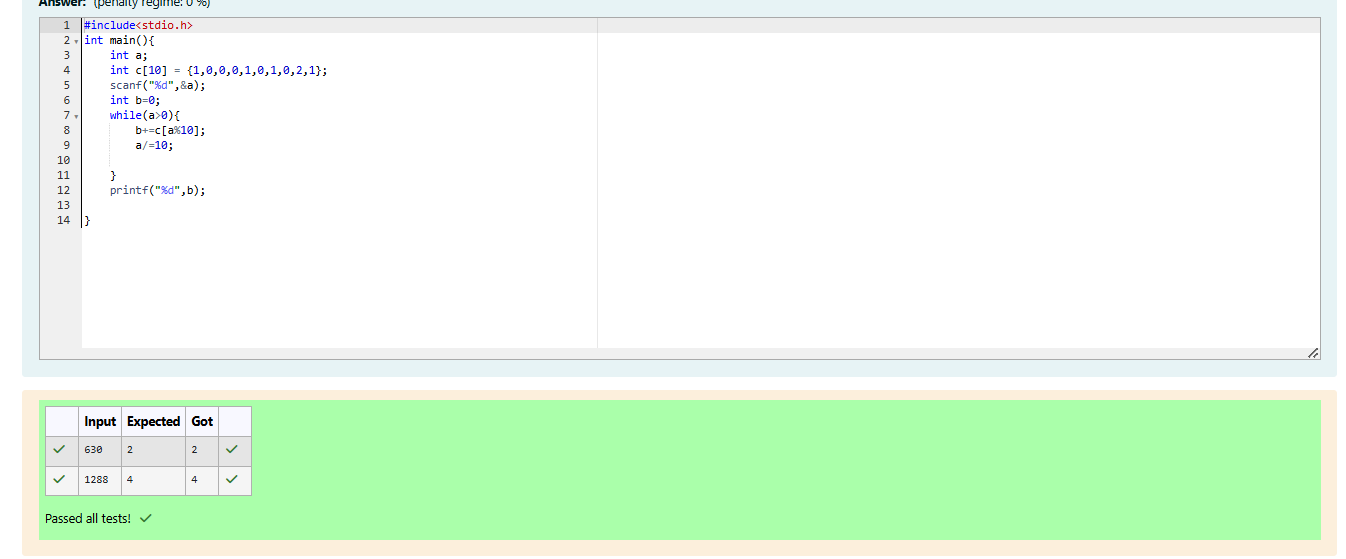 Answer: (penalty regime: 0 %)
1 #include<stdio.h>
2 int main(){
3 int a;
4 int c[10] = {1,0,0,0,1,0,1,0,2,1};
5 scanf("%d",&a);
6 int b=0;
7 while(a>0){
8 b+=c[a%10];
9 a/=10;
10
11 }
12 printf("%d",b);
13
14 }
Input Expected Got
630 2 2
1288 4 4
Passed all tests!